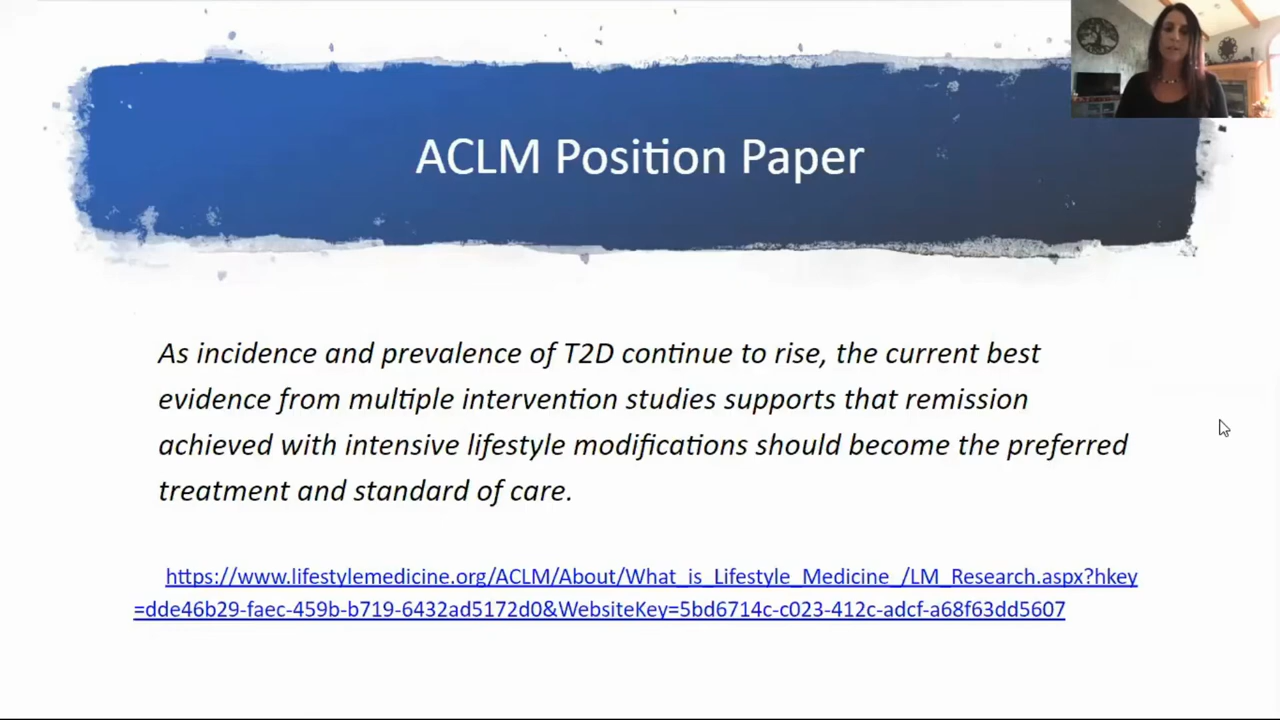 ACLM Position Paper
As incidence and prevalence of T2D continue to rise, the current best
evidence from multiple intervention studies supports that remission
achieved with intensive lifestyle modifications should become the preferred
treatment and standard of care.
https://www.lifestylemedicine.org/ACLM/About/What_is_Lifestyle_Medicine_/LM_Research.aspx?hkey
=dde46b29-faec-459b-b719-6432ad5172d0&WebsiteKey=5bd6714c-c023-412c-adcf-a68f63dd5607